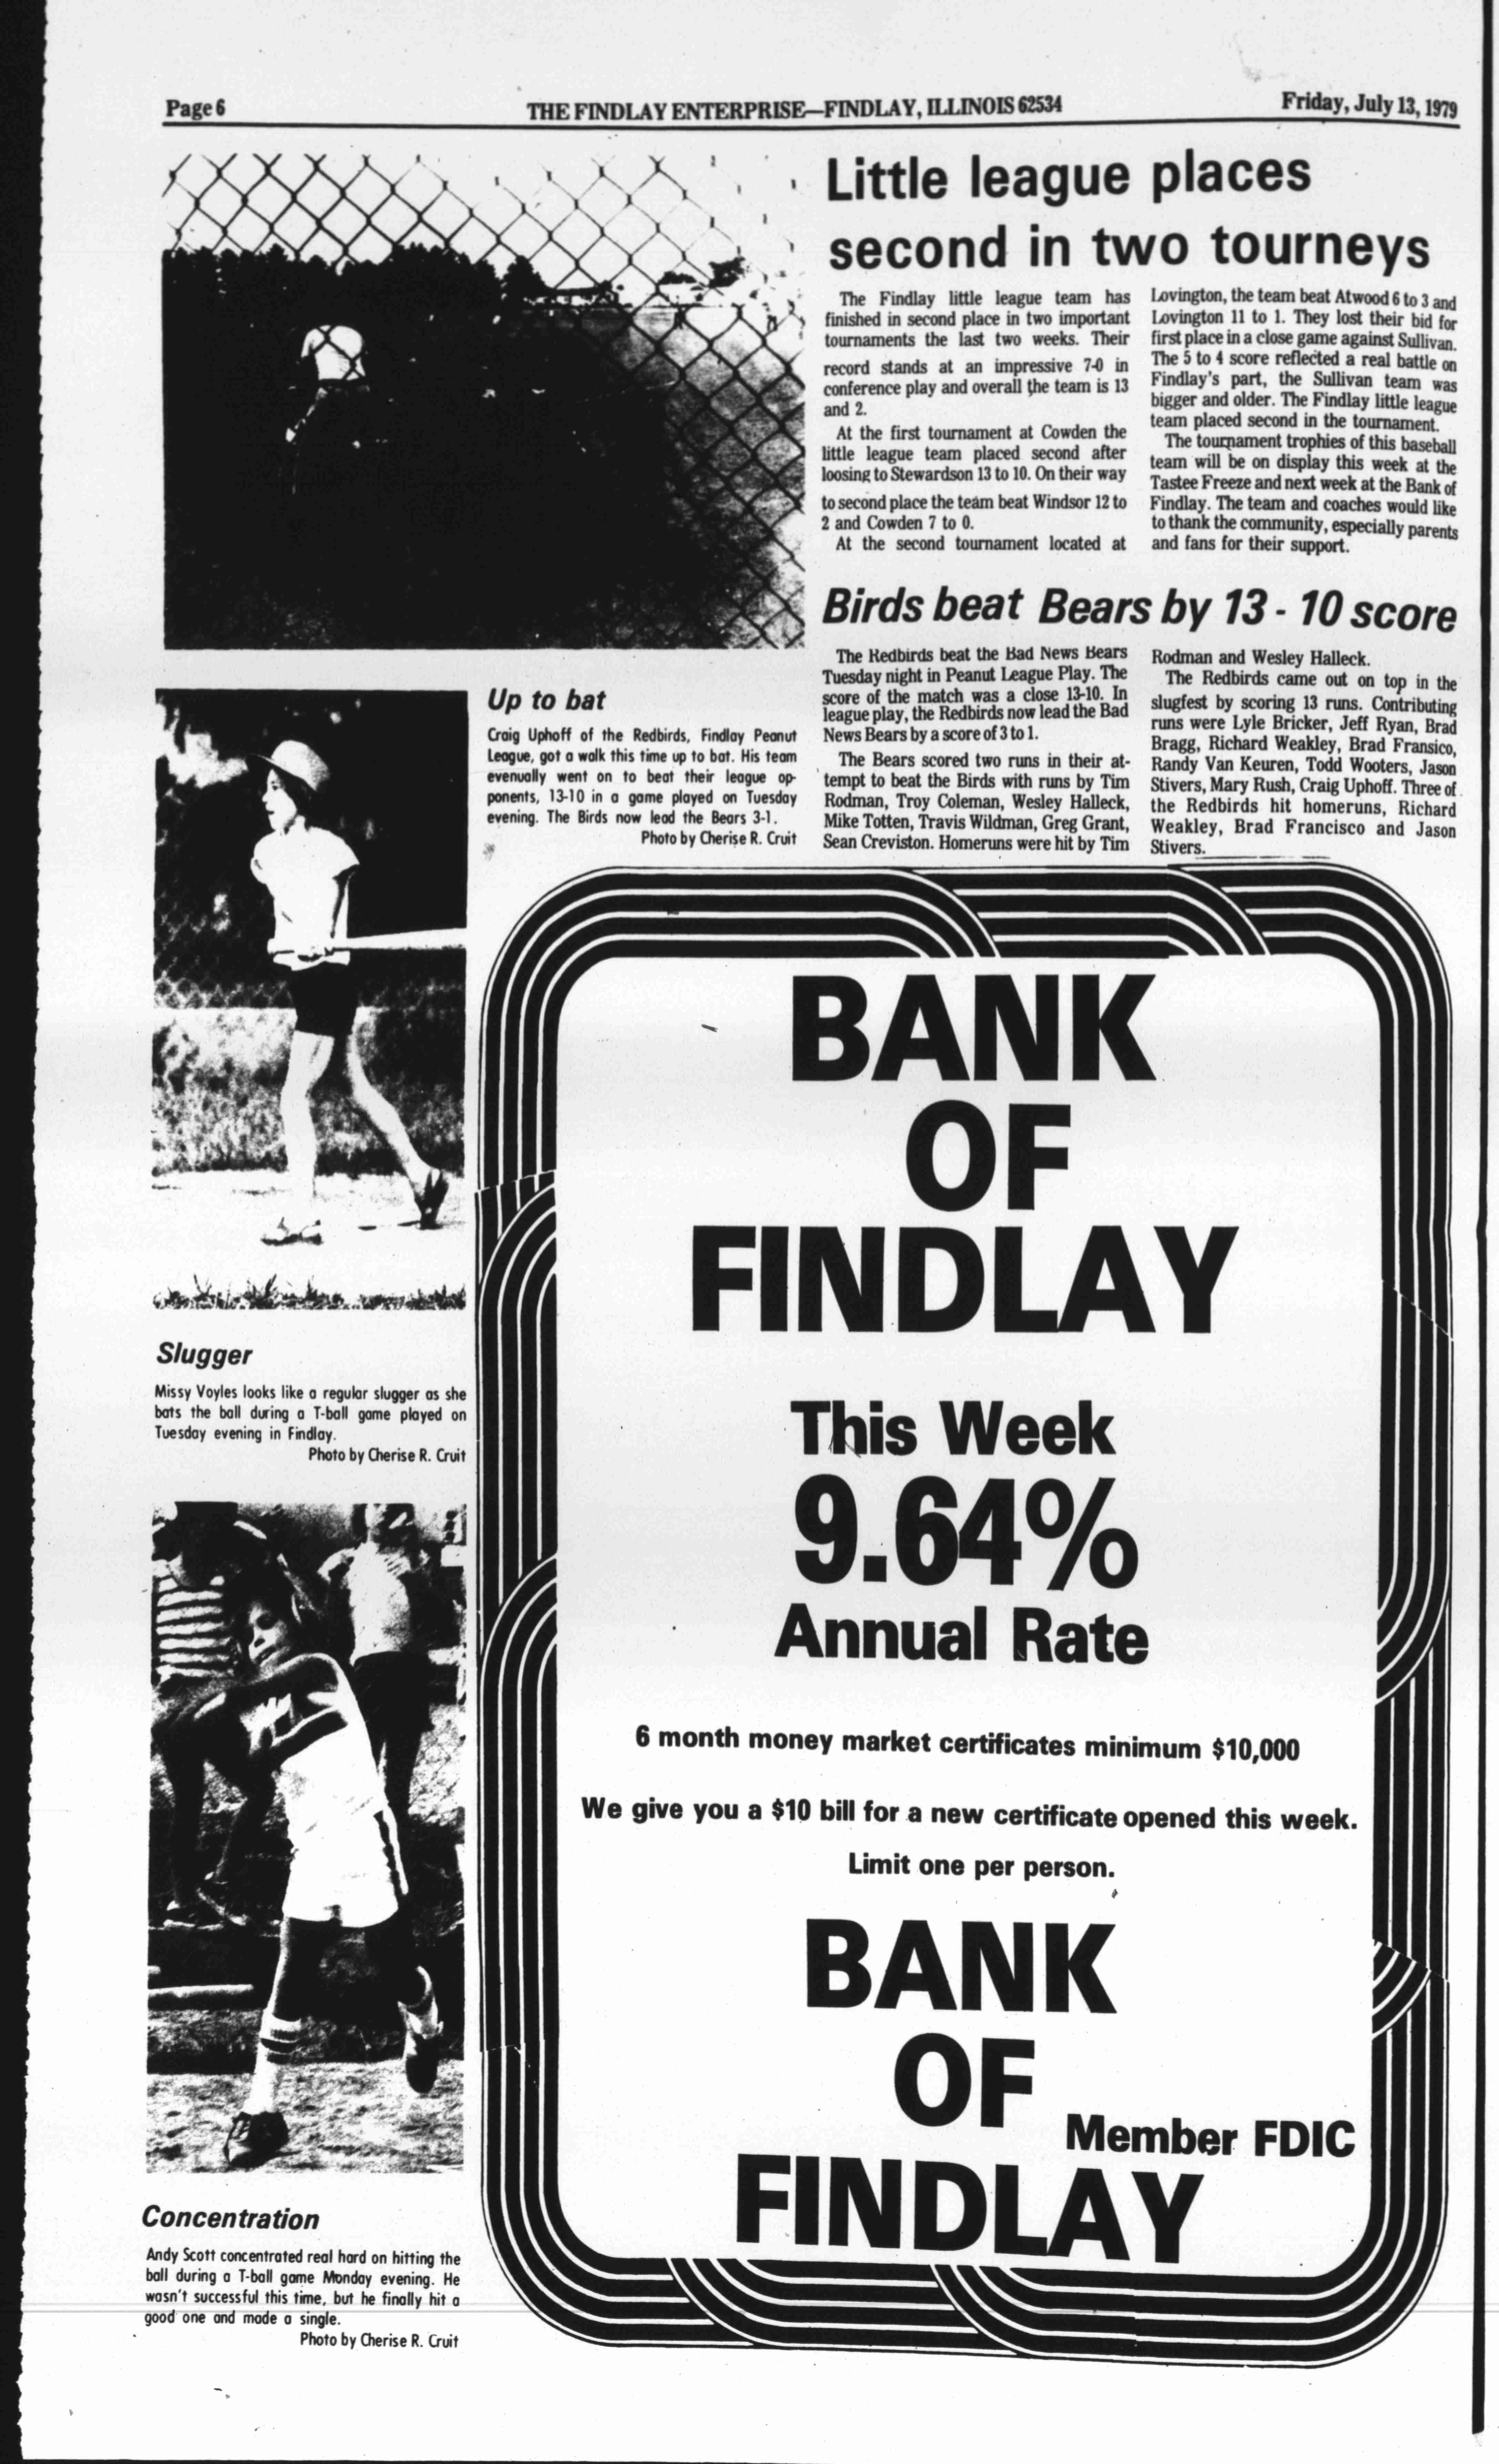 Page 6
THE FINDLAY ENTERPRISE—FINDLAY, ILLINOIS 62534
Friday, July 13, 1979
Little league places
second in two tourneys
The Findlay little league team has
finished in second place in two important
tournaments the last two weeks. Their
record stands at an impressive 7-0 in
conference play and overall the team is 13
and 2.
At the first tournament at Cowden the
little league team placed second after
loosing to Stewardson 13 to 10. On their way
to second place the team beat Windsor 12 to
2 and Cowden 7 to 0.
At the second tournament located at
Lovington, the team beat Atwood 6 to 3 and
Lovington 11 to 1. They lost their bid for
first place in a close game against Sullivan.
The 5 to 4 score reflected a real battle on
Findlay's part, the Sullivan team was
bigger and older. The Findlay little league
team placed second in the tournament.
The tournament trophies of this baseball
team will be on display this week at the
Tastee Freeze and next week at the Bank of
Findlay. The team and coaches would like
to thank the community, especially parents
and fans for their support.
Birds beat Bears by 13 - 10 score
The Redbirds beat the Bad News Bears
Tuesday night in Peanut League Play. The
score of the match was a close 13-10. In
league play, the Redbirds now lead the Bad
News Bears by a score of 3 to 1.
The Bears scored two runs in their at-
tempt to beat the Birds with runs by Tim
Rodman, Troy Coleman, Wesley Halleck,
Mike Totten, Travis Wildman, Greg Grant,
Sean Creviston. Homeruns were hit by Tim
Rodman and Wesley Halleck.
The Redbirds came out on top in the
slugfest by scoring 13 runs. Contributing
runs were Lyle Bricker, Jeff Ryan, Brad
Bragg, Richard Weakley, Brad Fransico,
Randy Van Keuren, Todd Wooters, Jason
Stivers, Mary Rush, Craig Uphoff. Three of
the Redbirds hit homeruns, Richard
Weakley, Brad Francisco and Jason
Stivers.
Up to bat
Craig Uphoff of the Redbirds, Findlay Peanut
League, got a walk this time up to bat. His team
evenually went on to beat their league op-
ponents, 13-10 in a game played on Tuesday
evening. The Birds now lead the Bears 3-1.
Photo by Cherise R. Cruit
Slugger
Missy Voyles looks like a regular slugger as she
bats the ball during a T-ball game played on
Tuesday evening in Findlay.
Photo by Cherise R. Cruit
Concentration
Andy Scott concentrated real hard on hitting the
ball during a T-ball game Monday evening. He
wasn't successful this time, but he finally hit a
good one and made a single.
Photo by Cherise R. Cruit
BANK
OF
FINDLAY
This Week
9.64%
Annual Rate
6 month money market certificates minimum $10,000
We give you a $10 bill for a new certificate opened this week.
Limit one per person.
BANK
OF
FINDLAY
Member FDIC